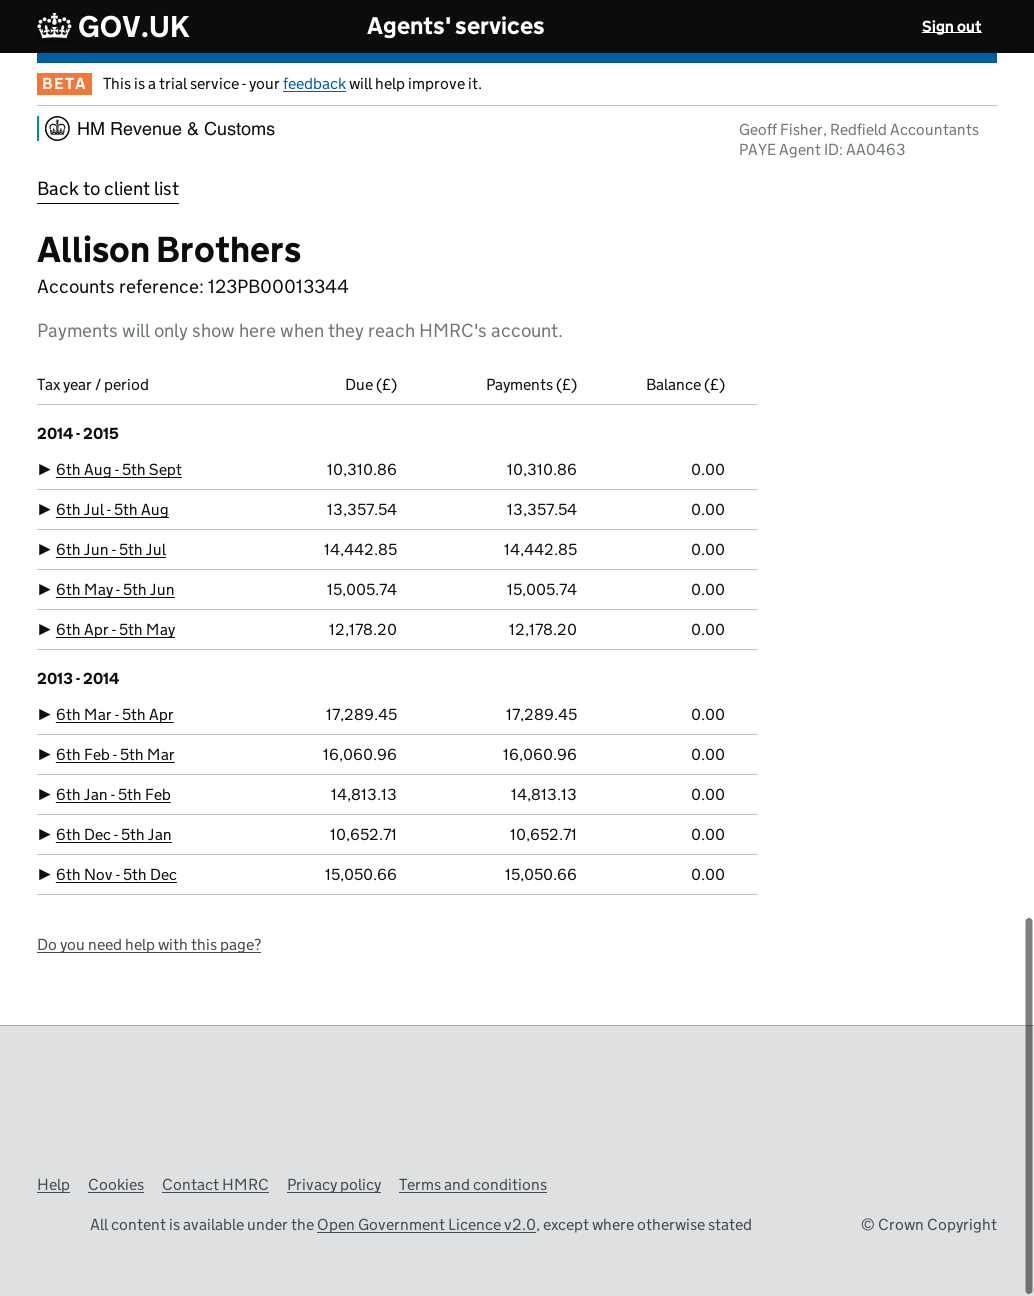 GOV.UK Agents' services Sign out
BETA This is a trial service - your feedback will help improve it.
HM Revenue & Customs
Geoff Fisher, Redfield Accountants
PAYE Agent ID: AA0463
Back to client list
Allison Brothers
Accounts reference: 123PB00013344
Payments will only show here when they reach HMRC's account.
Tax year / period Due (£) Payments (£) Balance (£)
2014 - 2015
▶ 6th Aug - 5th Sept 10,310.86 10,310.86 0.00
▶ 6th Jul - 5th Aug 13,357.54 13,357.54 0.00
▶ 6th Jun - 5th Jul 14,442.85 14,442.85 0.00
▶ 6th May - 5th Jun 15,005.74 15,005.74 0.00
▶ 6th Apr - 5th May 12,178.20 12,178.20 0.00
2013 - 2014
▶ 6th Mar - 5th Apr 17,289.45 17,289.45 0.00
▶ 6th Feb - 5th Mar 16,060.96 16,060.96 0.00
▶ 6th Jan - 5th Feb 14,813.13 14,813.13 0.00
▶ 6th Dec - 5th Jan 10,652.71 10,652.71 0.00
▶ 6th Nov - 5th Dec 15,050.66 15,050.66 0.00
Do you need help with this page?
Help Cookies Contact HMRC Privacy policy Terms and conditions
All content is available under the Open Government Licence v2.0, except where otherwise stated © Crown Copyright